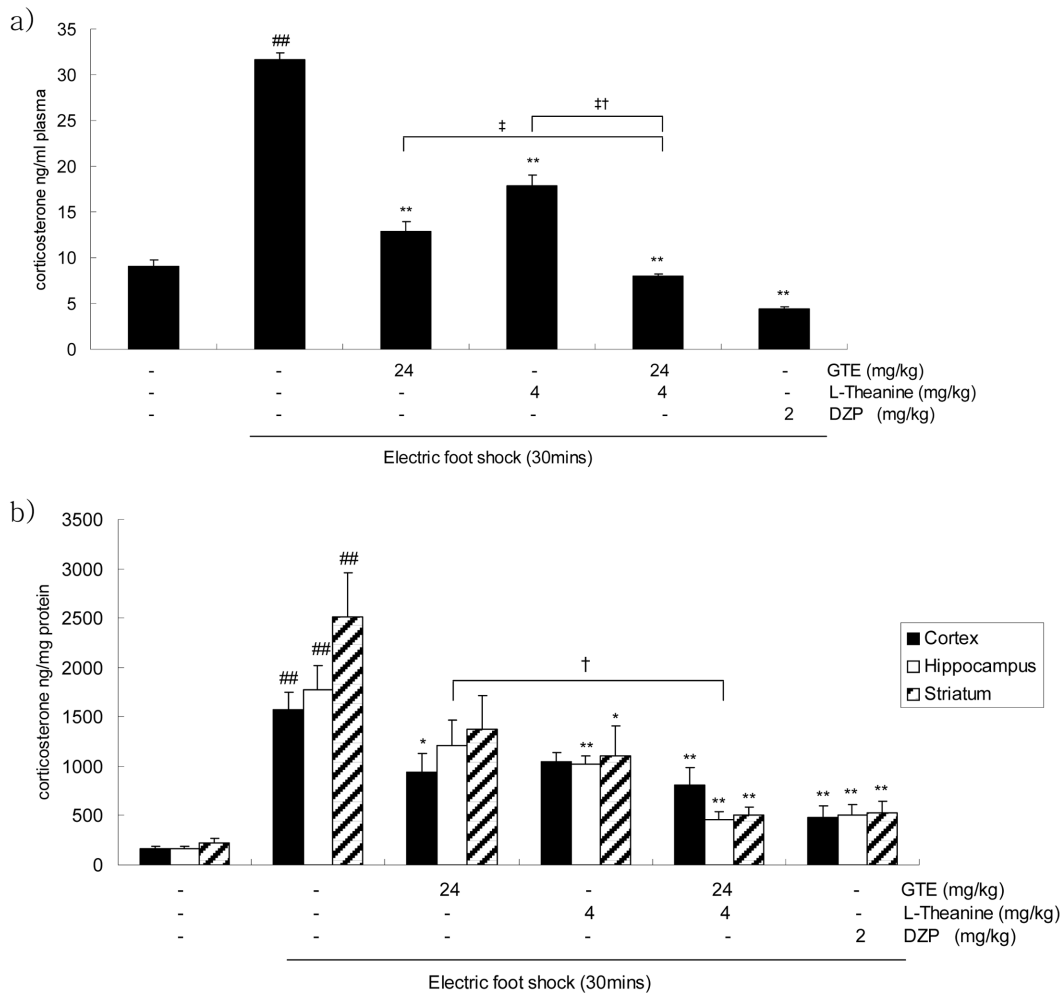 a)
corticosterone ng/ml plasma
35
30
25
20
15
10
5
0
##
**
**
**
**
‡
‡†
- - 24 - 24 - GTE (mg/kg)
- - - 4 4 - L-Theanine (mg/kg)
- - - - - 2 DZP (mg/kg)
Electric foot shock (30mins)
b)
corticosterone ng/mg protein
3500
3000
2500
2000
1500
1000
500
0
##
##
##
*
**
*
**
**
**
**
**
**
†
Cortex
Hippocampus
Striatum
- - 24 - 24 - GTE (mg/kg)
- - - 4 4 - L-Theanine (mg/kg)
- - - - - 2 DZP (mg/kg)
Electric foot shock (30mins)